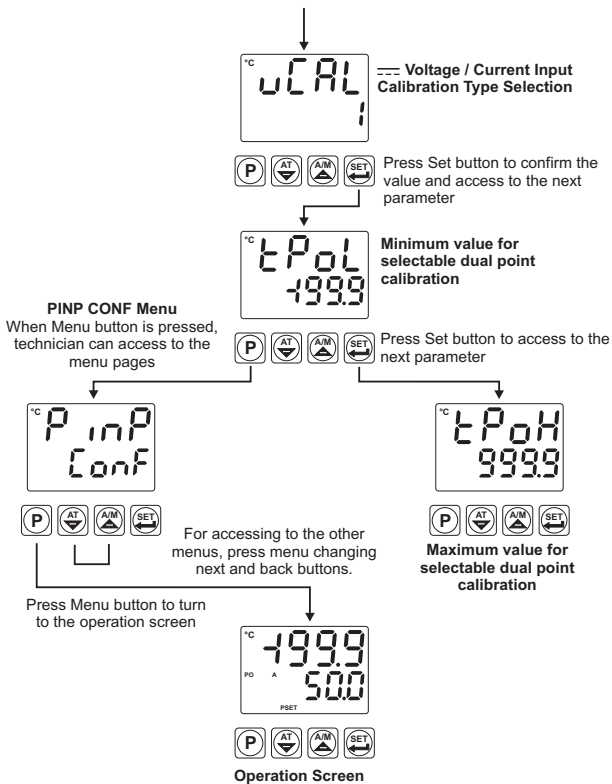 °C
uCAL
1
Voltage / Current Input
Calibration Type Selection
P AT A/M SET
Press Set button to confirm the
value and access to the next
parameter
°C
tPoL
-199.9
Minimum value for
selectable dual point
calibration
PINP CONF Menu
When Menu button is pressed,
technician can access to the
menu pages
P AT A/M SET
Press Set button to access to the
next parameter
°C
PinP
ConF
P AT A/M SET
°C
tPoH
999.9
P AT A/M SET
Maximum value for
selectable dual point
calibration
For accessing to the other
menus, press menu changing
next and back buttons.
Press Menu button to turn
to the operation screen
°C
-199.9
PO A
50.0
PSET
P AT A/M SET
Operation Screen